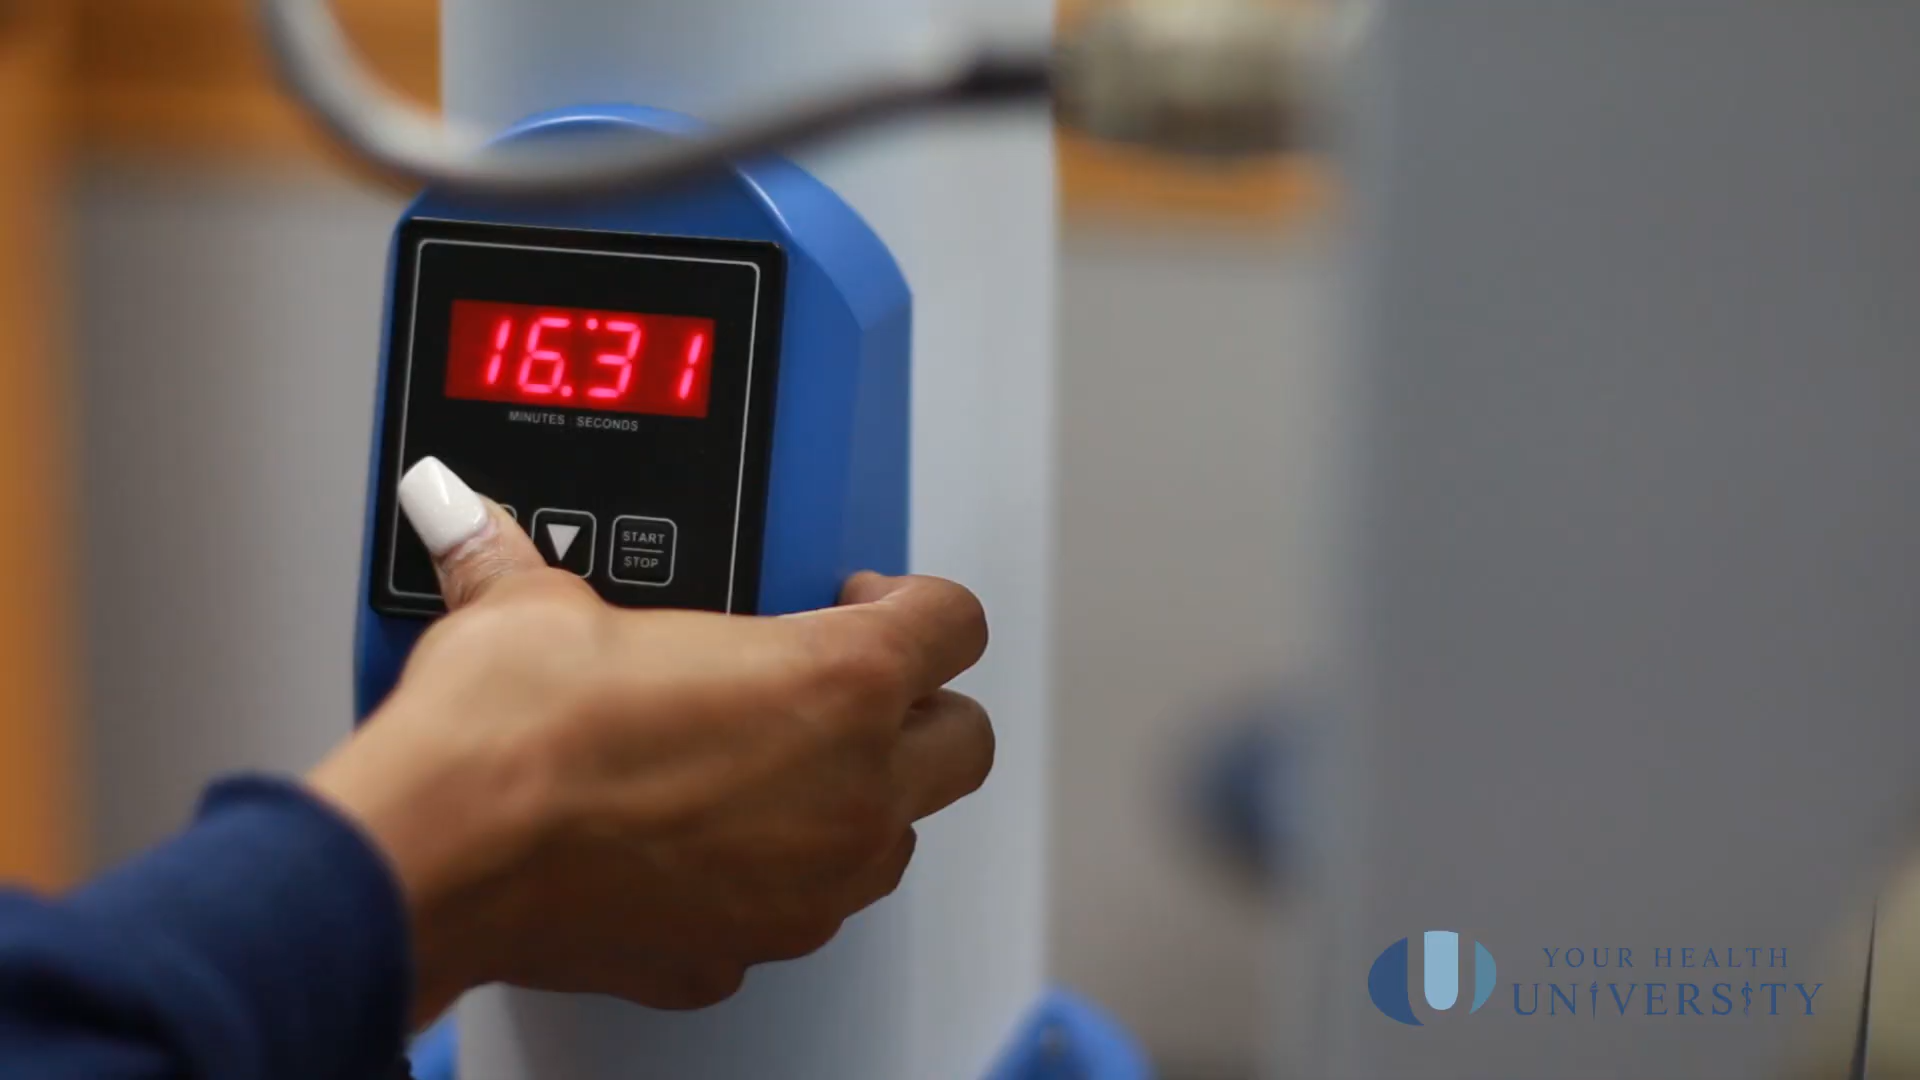 16:31
MINUTES : SECONDS
START
STOP
YOUR HEALTH
UNIVERSITY